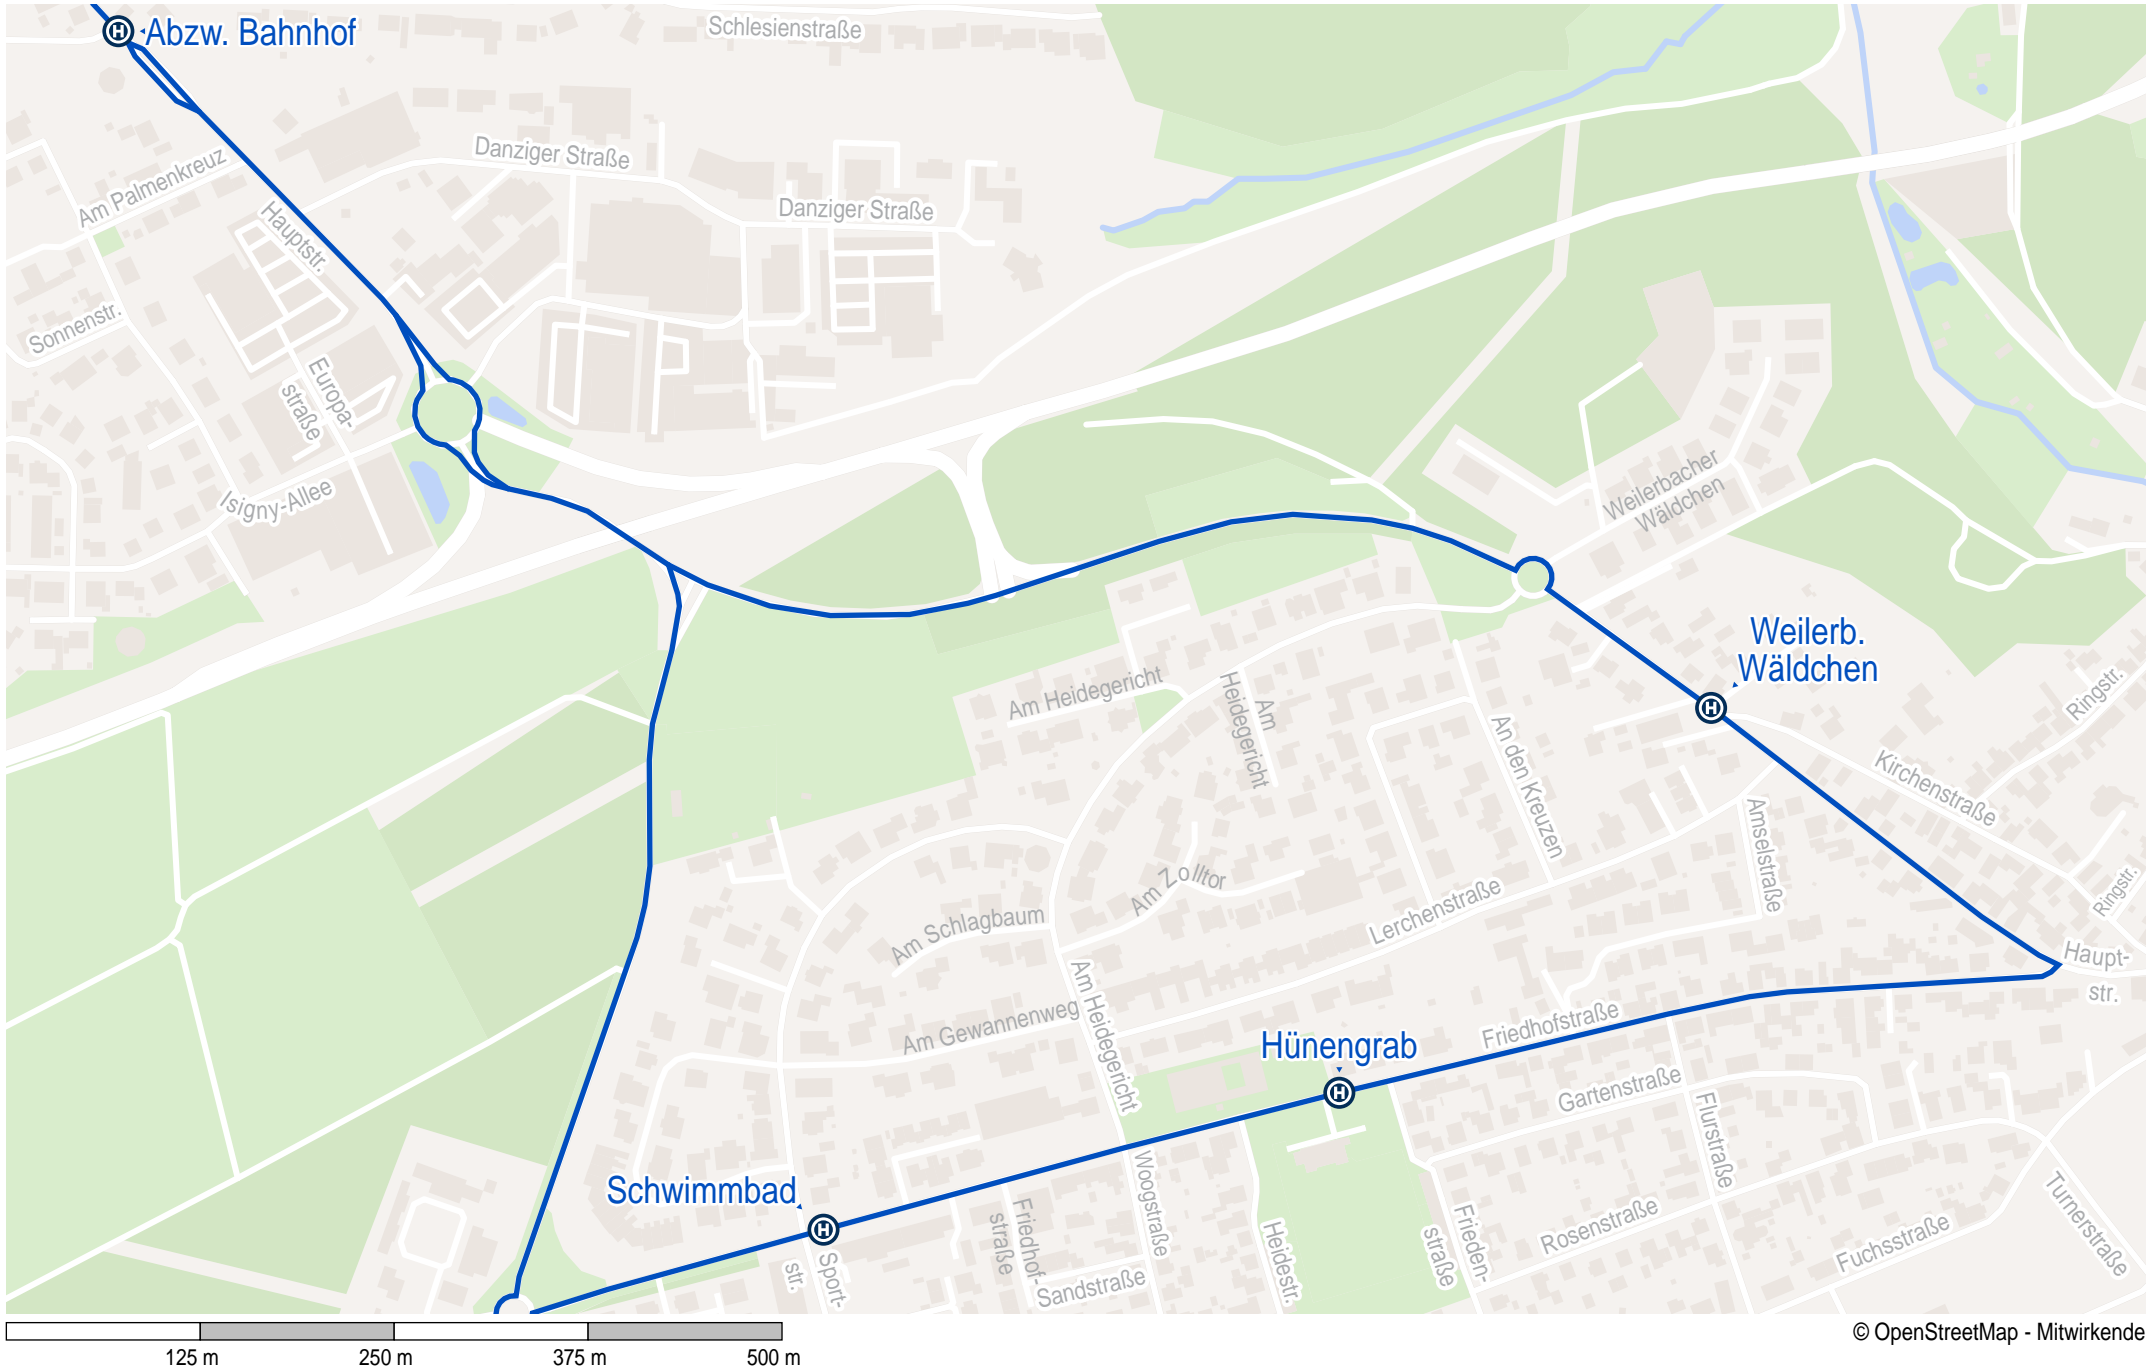 Abzw. Bahnhof
Schlesienstraße
Danziger Straße
Am Palmenkreuz
Danziger Straße
Hauptstr.
Sonnenstr.
Europa-
straße
Isigny-Allee
Weilerbacher
Wäldchen
Weilerb.
Wäldchen
Am Heidegericht
Am
Heidegericht
Ringstr.
An den Kreuzen
Kirchenstraße
Amselstraße
Am Zolltor
Ringstr.
Lerchenstraße
Am Schlagbaum
Haupt-
str.
Am Heidegericht
Am Gewannenweg
Friedhofstraße
Hünengrab
Gartenstraße
Flurstraße
Schwimmbad
Woogstraße
Friedhof-
straße
Heidestr.
Frieden-
straße
Rosenstraße
Turnerstraße
Fuchsstraße
Sport-
str.
Sandstraße
H
H
H
H
125 m
250 m
375 m
500 m
© OpenStreetMap - Mitwirkende